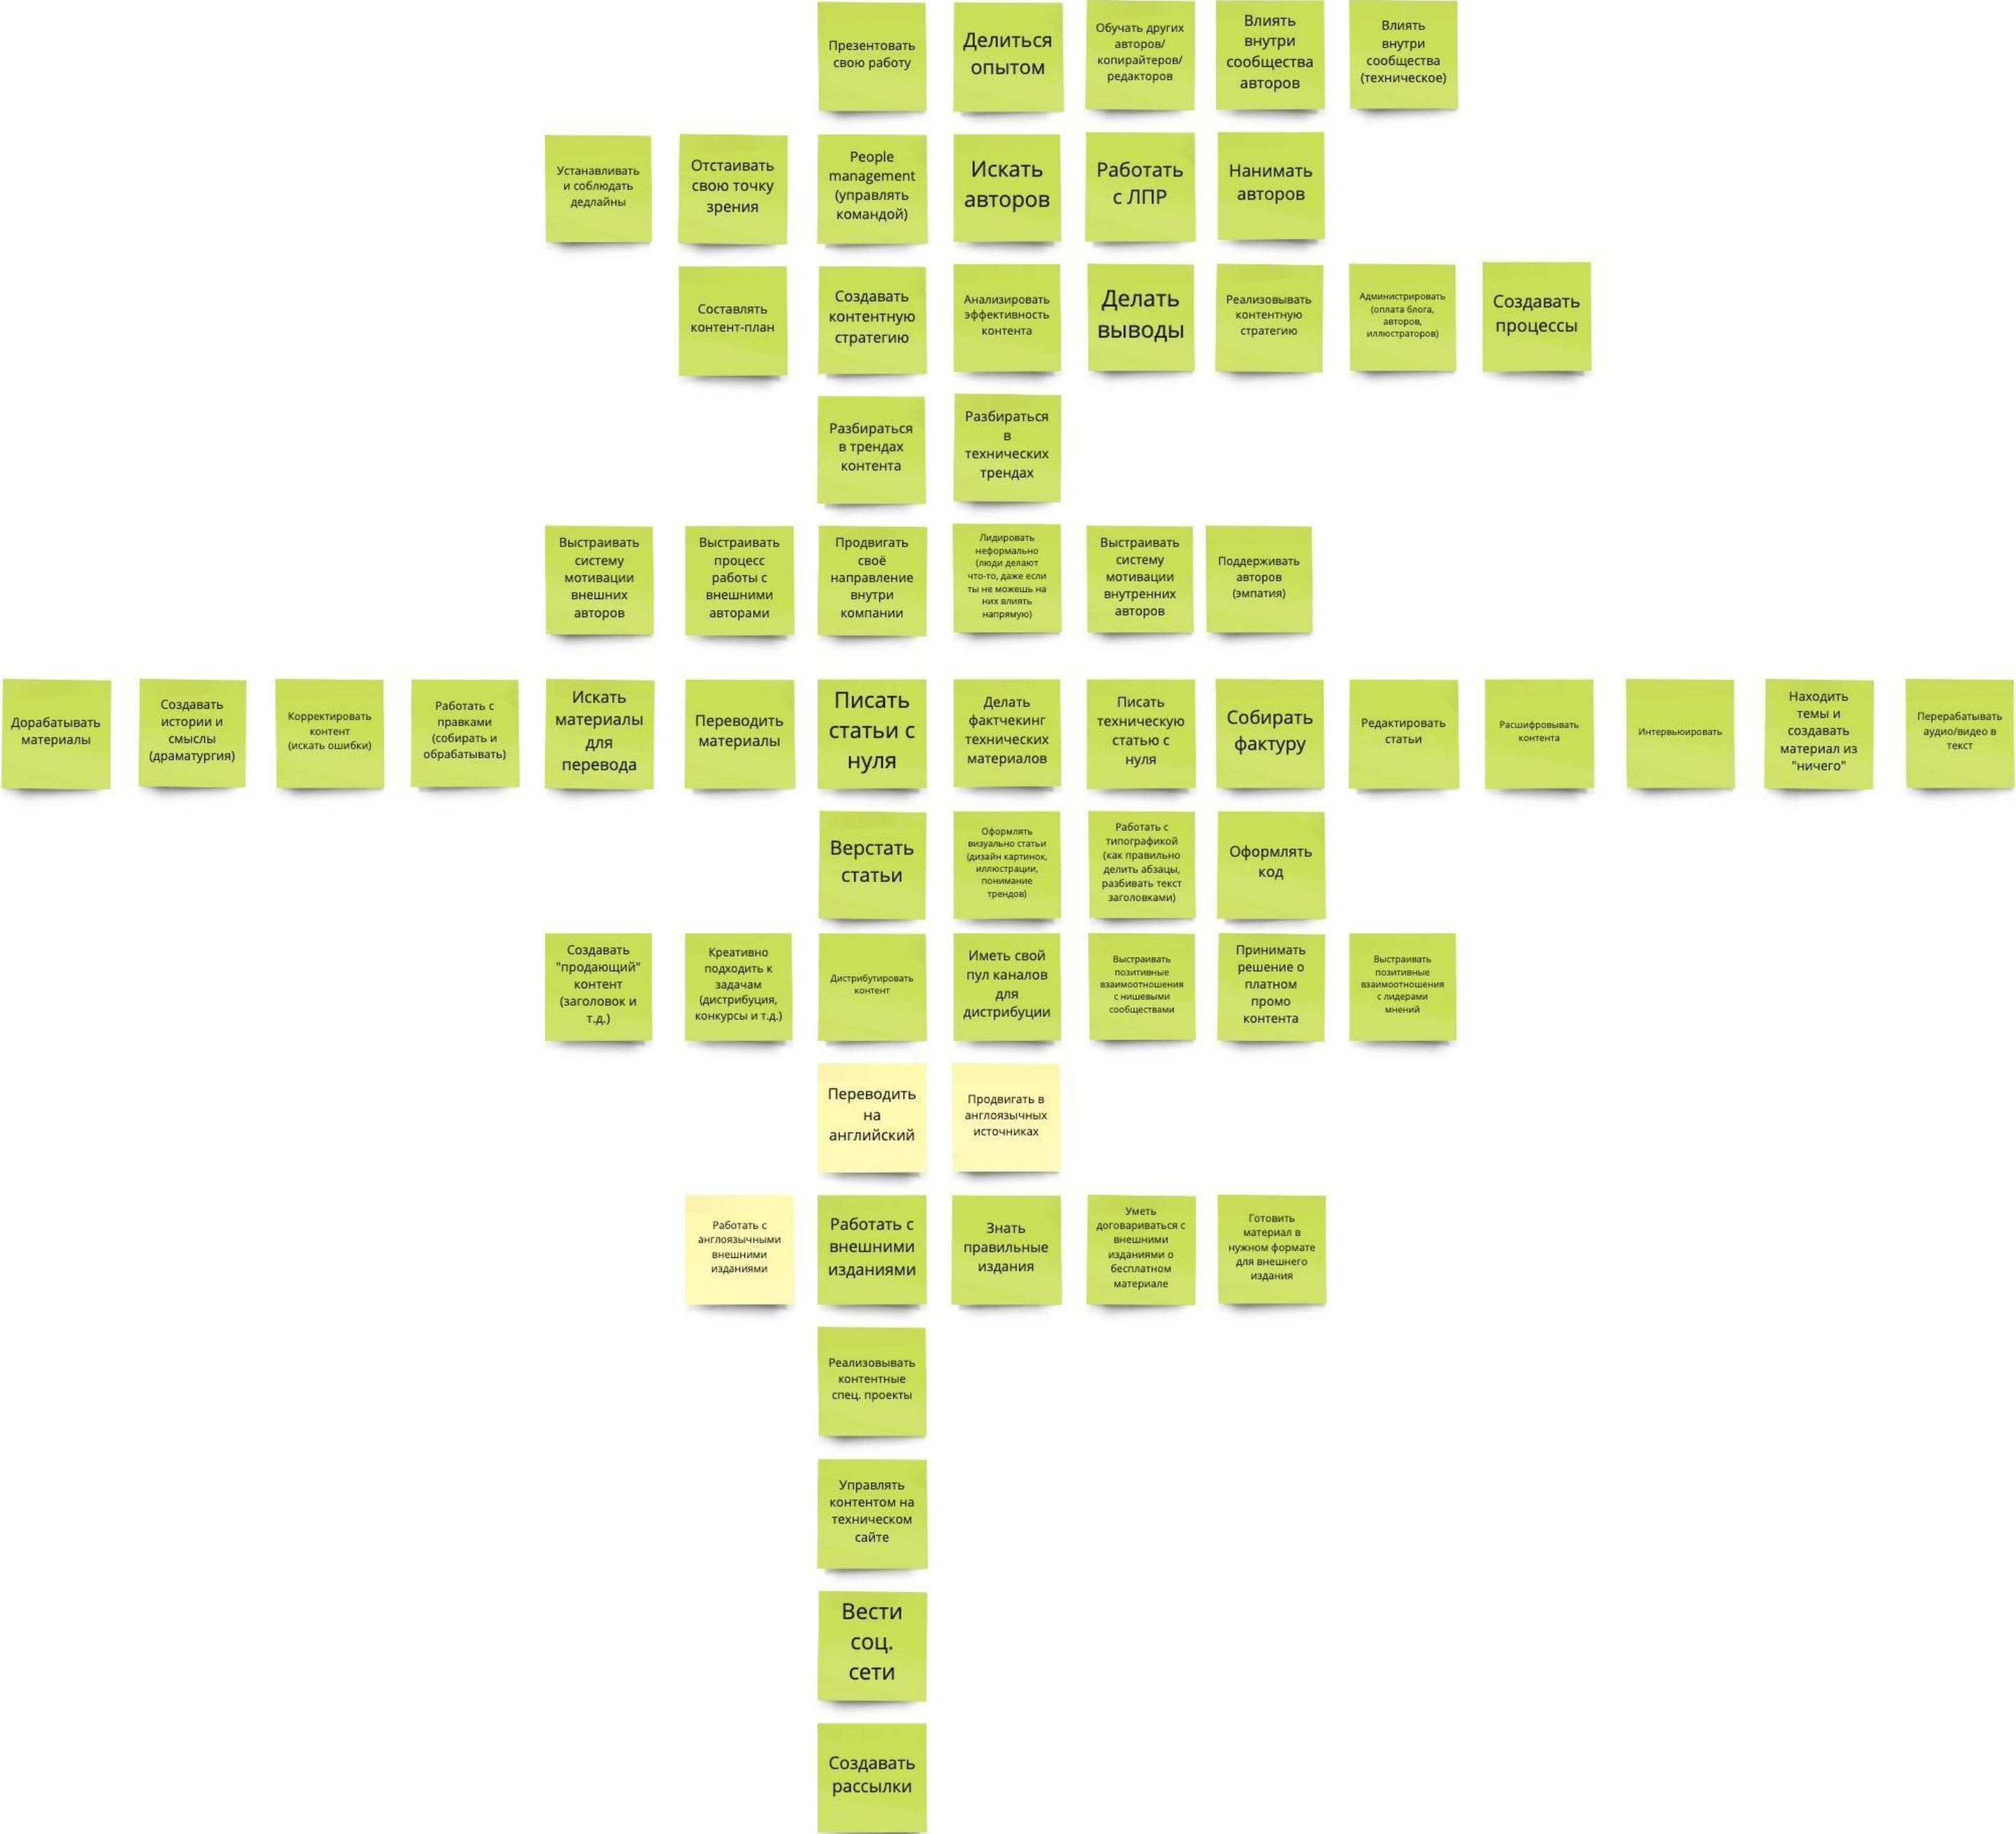 Презентовать
свою работу
Делиться
опытом
Обучать других
авторов/
копирайтеров/
редакторов
Влиять
внутри
сообщества
авторов
Влиять
внутри
сообщества
(техническое)
Устанавливать
и соблюдать
дедлайны
Отстаивать
свою точку
зрения
People
management
(управлять
командой)
Искать
авторов
Работать
с ЛПР
Нанимать
авторов
Составлять
контент-план
Создавать
контентную
стратегию
Анализировать
эффективность
контента
Делать
выводы
Реализовывать
контентную
стратегию
Администрировать
(оплата блога,
авторов,
иллюстраторов)
Создавать
процессы
Разбираться
в трендах
контента
Разбираться
в
технических
трендах
Выстраивать
систему
мотивации
внешних
авторов
Выстраивать
процесс
работы с
внешними
авторами
Продвигать
своё
направление
внутри
компании
Лидировать
неформально
(люди делают
что-то, даже если
ты не можешь на
них влиять
напрямую)
Выстраивать
систему
мотивации
внутренних
авторов
Поддерживать
авторов
(эмпатия)
Дорабатывать
материалы
Создавать
истории и
смыслы
(драматургия)
Корректировать
контент
(искать ошибки)
Работать с
правками
(собирать и
обрабатывать)
Искать
материалы
для
перевода
Переводить
материалы
Писать
статьи с
нуля
Делать
фактчекинг
технических
материалов
Писать
техническую
статью с
нуля
Собирать
фактуру
Редактировать
статьи
Расшифровывать
контента
Интервьюировать
Находить
темы и
создавать
материал из
"ничего"
Перерабатывать
аудио/видео в
текст
Верстать
статьи
Оформлять
визуально статьи
(дизайн картинок,
иллюстрации,
понимание
трендов)
Работать с
типографикой
(как правильно
делить абзацы,
разбивать текст
заголовками)
Оформлять
код
Создавать
"продающий"
контент
(заголовок и
т.д.)
Креативно
подходить к
задачам
(дистрибуция,
конкурсы и т.д.)
Дистрибутировать
контент
Иметь свой
пул каналов
для
дистрибуции
Выстраивать
позитивные
взаимоотношения
с нишевыми
сообществами
Принимать
решение о
платном
промо
контента
Выстраивать
позитивные
взаимоотношения
с лидерами
мнений
Переводить
на
английский
Продвигать в
англоязычных
источниках
Работать с
англоязычными
внешними
изданиями
Работать с
внешними
изданиями
Знать
правильные
издания
Уметь
договариваться с
внешними
изданиями о
бесплатном
материале
Готовить
материал в
нужном формате
для внешнего
издания
Реализовывать
контентные
спец. проекты
Управлять
контентом на
техническом
сайте
Вести
соц.
сети
Создавать
рассылки